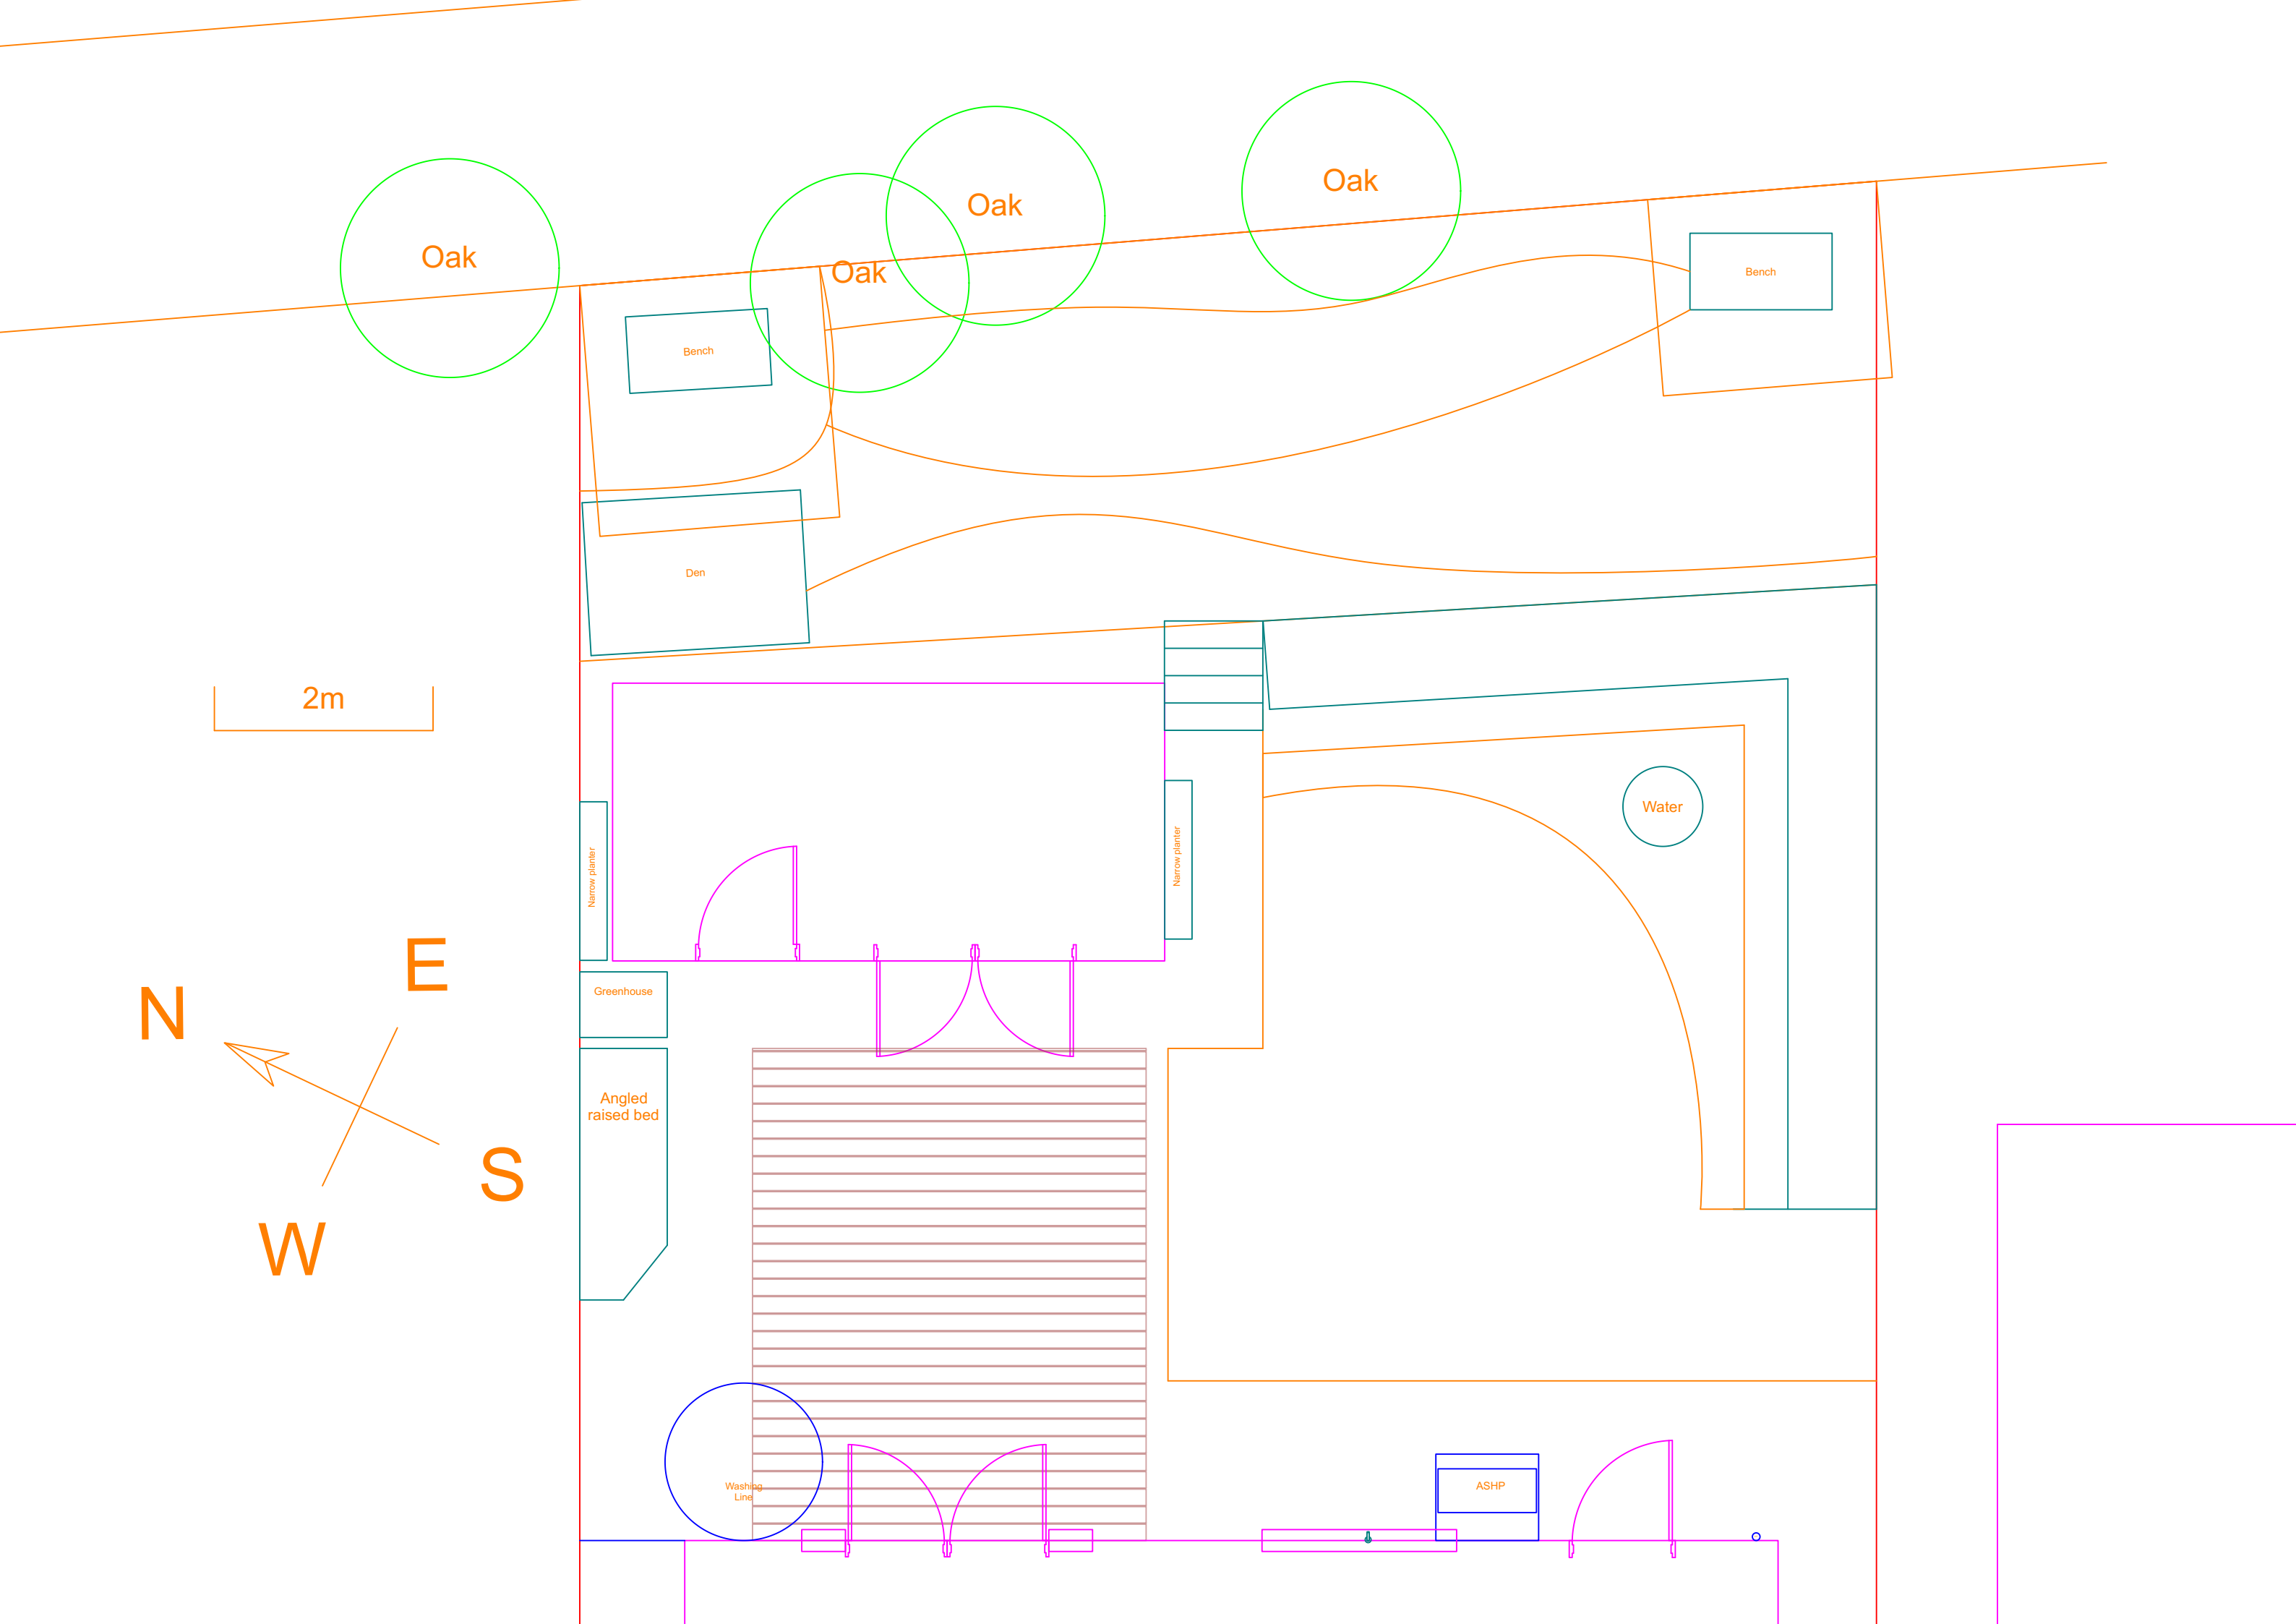 Oak
Oak
Oak
Oak
Bench
Bench
Den
2m
Water
Narrow planter
Narrow planter
E
N
Greenhouse
Angled
raised bed
S
W
Washing
Line
ASHP